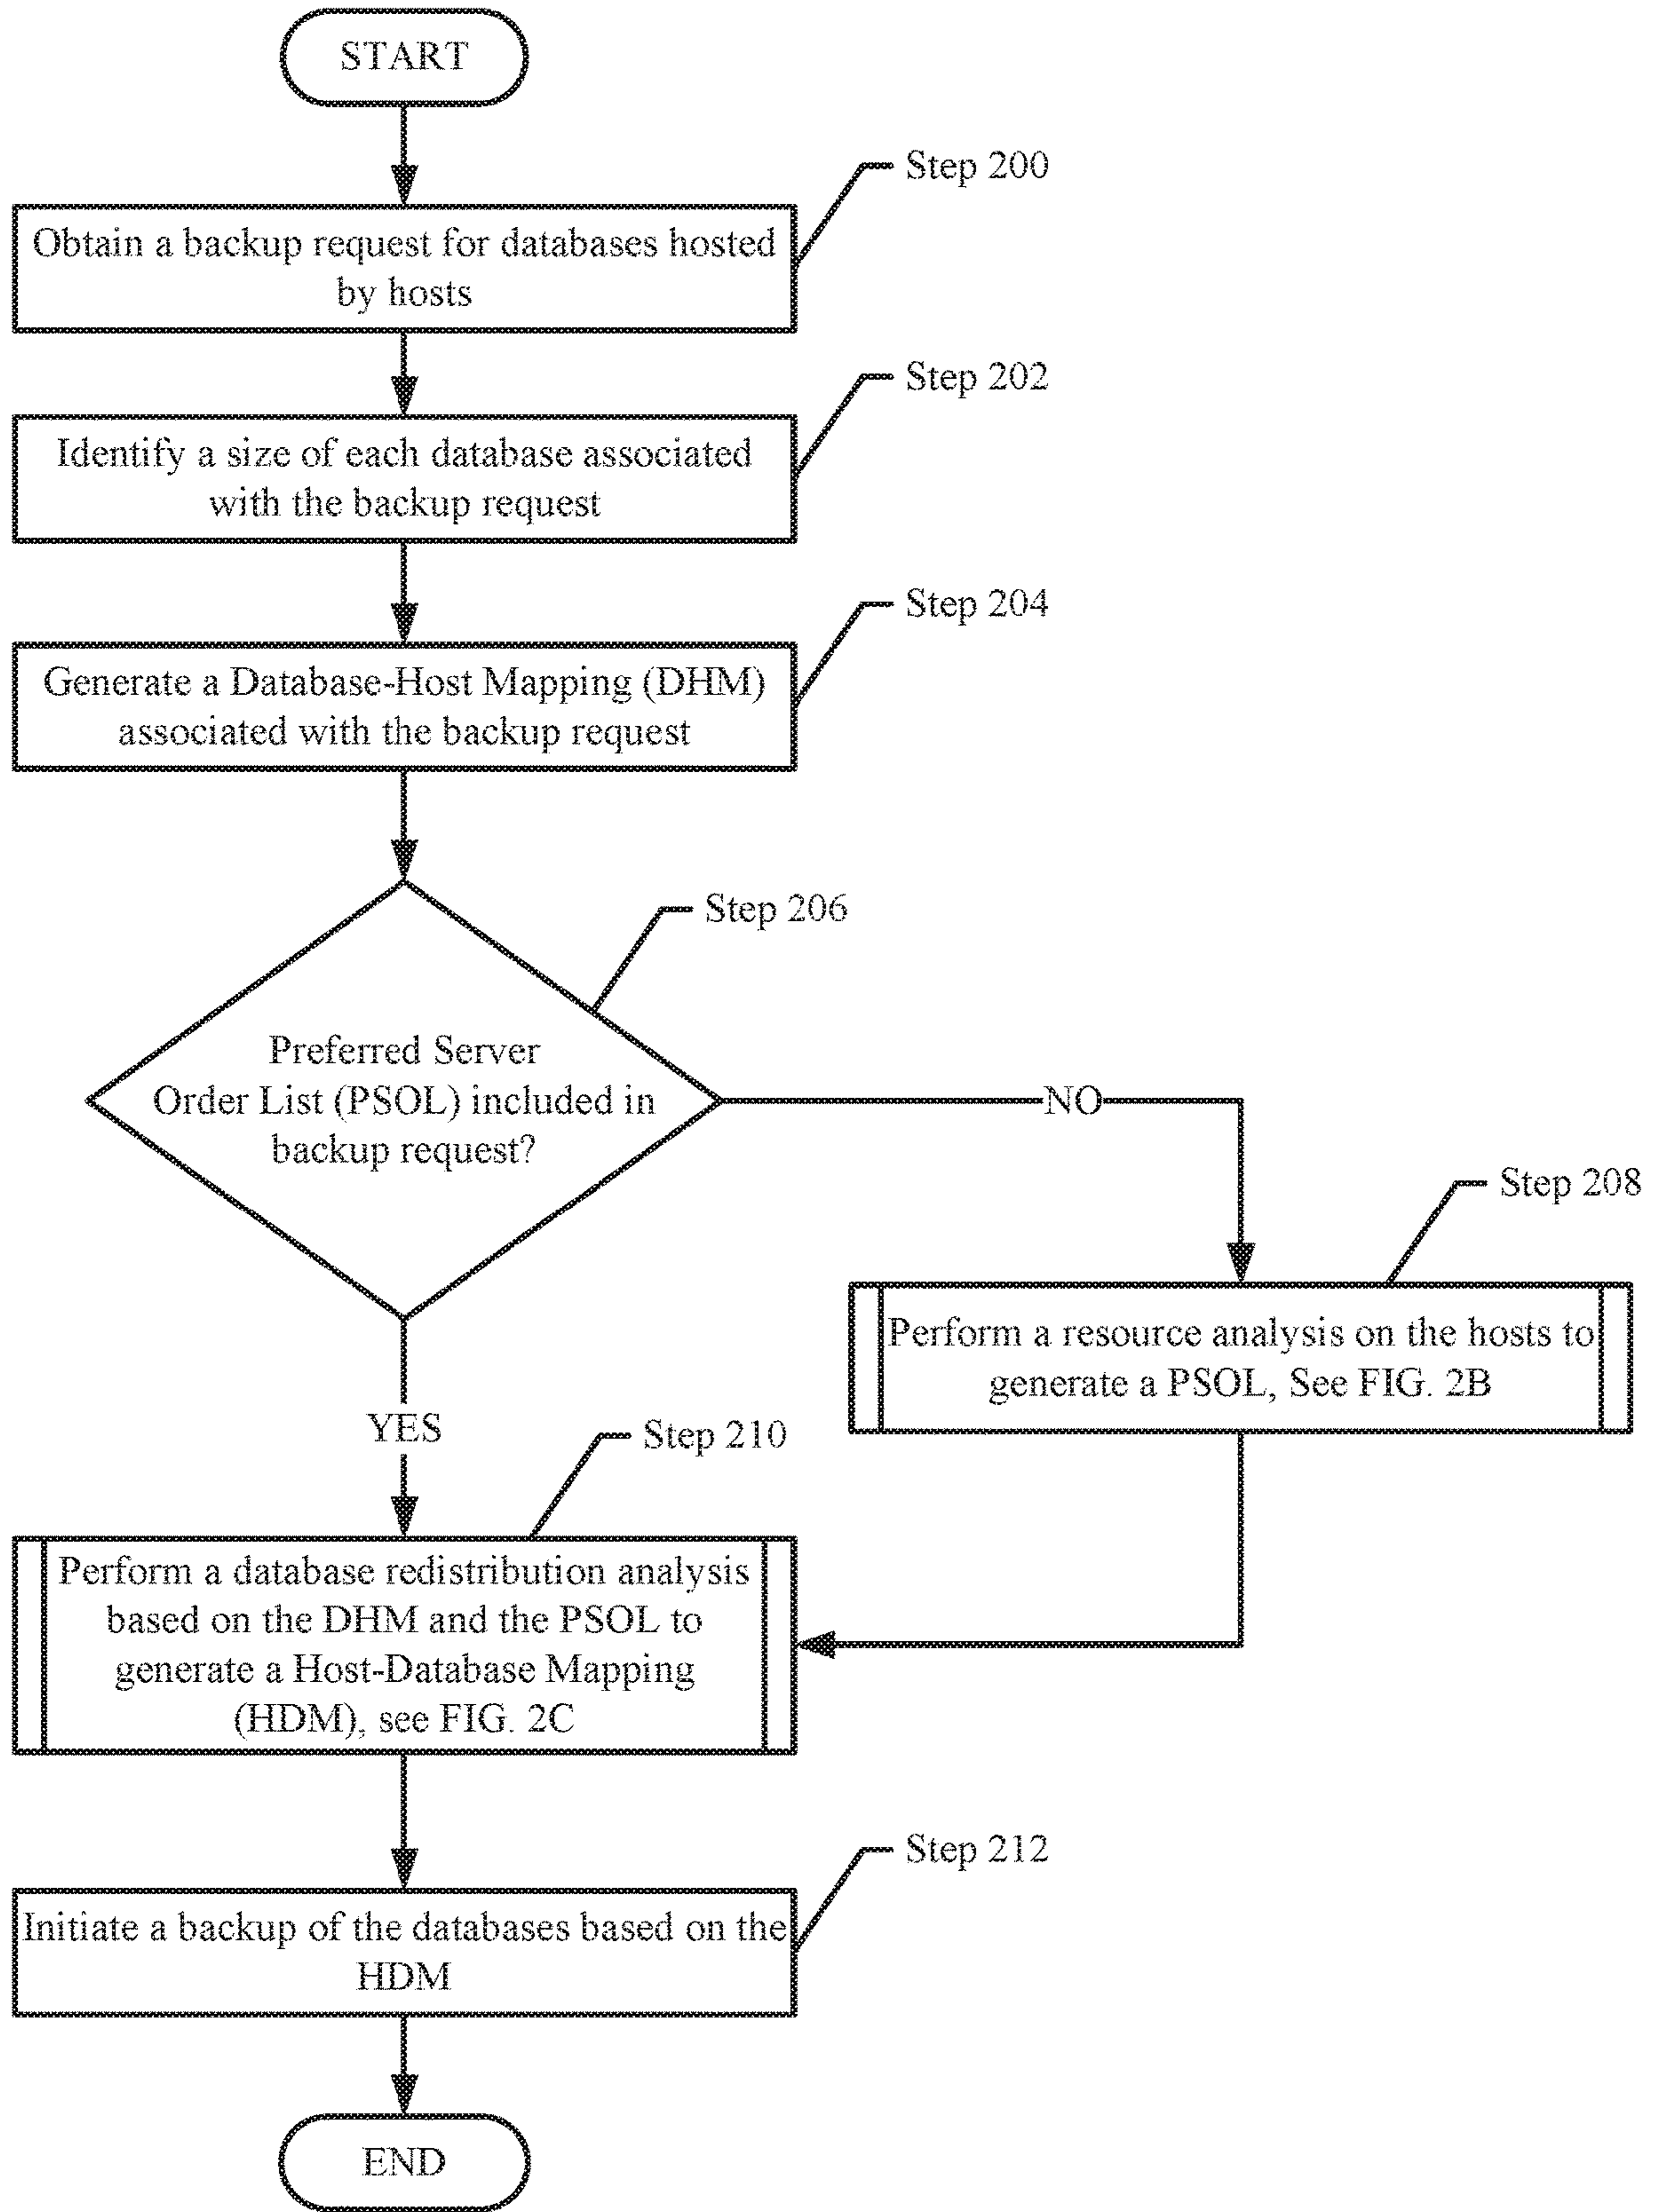 START
Step 200
Obtain a backup request for databases hosted
by hosts
Step 202
Identify a size of each database associated
with the backup request
Step 204
Generate a Database-Host Mapping (DHM)
associated with the backup request
Step 206
Preferred Server
Order List (PSOL) included in
backup request?
NO
Step 208
Perform a resource analysis on the hosts to
generate a PSOL, See FIG. 2B
YES
Step 210
Perform a database redistribution analysis
based on the DHM and the PSOL to
generate a Host-Database Mapping
(HDM), see FIG. 2C
Step 212
Initiate a backup of the databases based on the
HDM
END